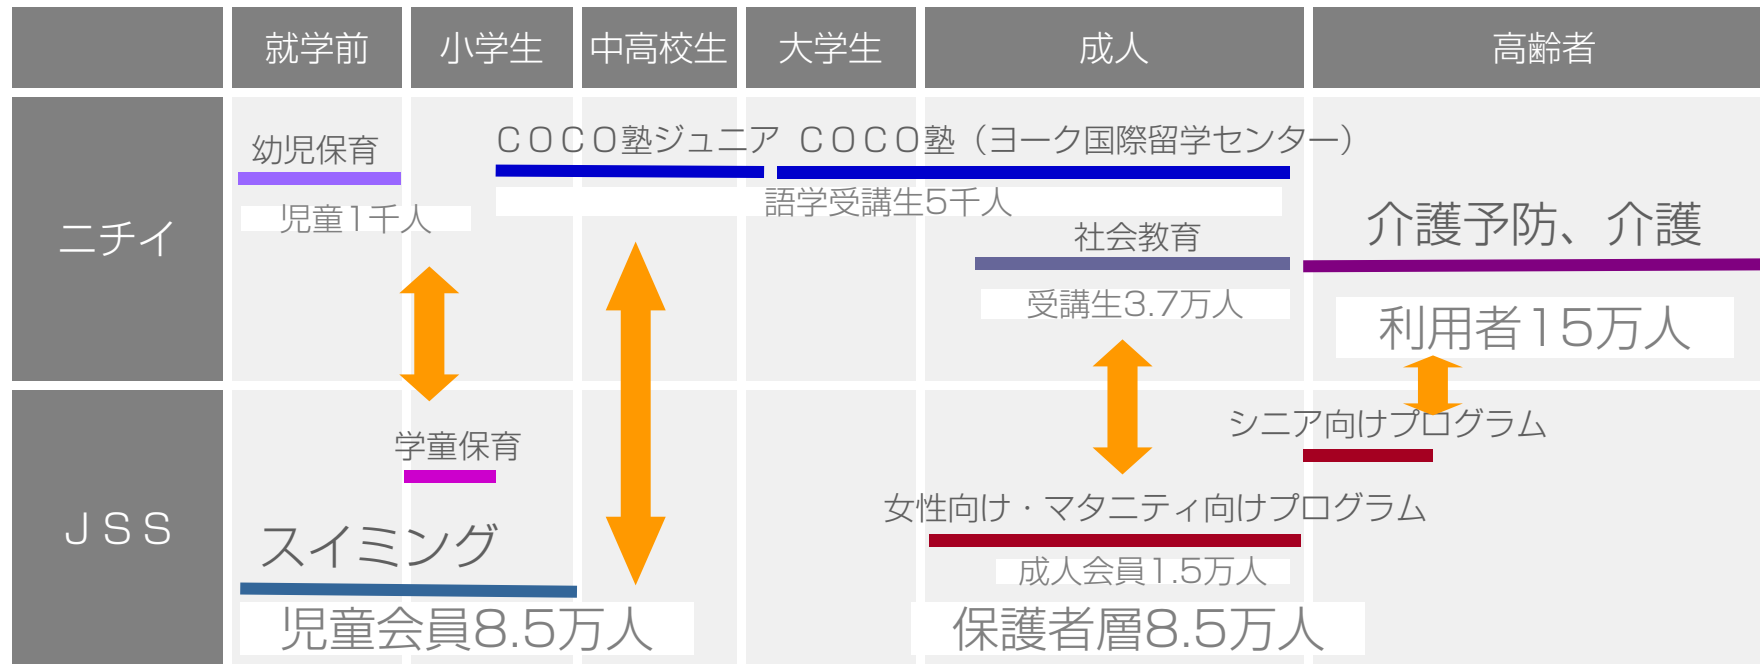 就学前
小学生
中高校生
大学生
成人
高齢者
ニチイ
幼児保育
児童1千人
ＣＯＣＯ塾ジュニア
ＣＯＣＯ塾（ヨーク国際留学センター）
語学受講生5千人
社会教育
受講生3.7万人
介護予防、介護
利用者15万人
ＪＳＳ
学童保育
スイミング
児童会員8.5万人
シニア向けプログラム
女性向け・マタニティ向けプログラム
成人会員1.5万人
保護者層8.5万人